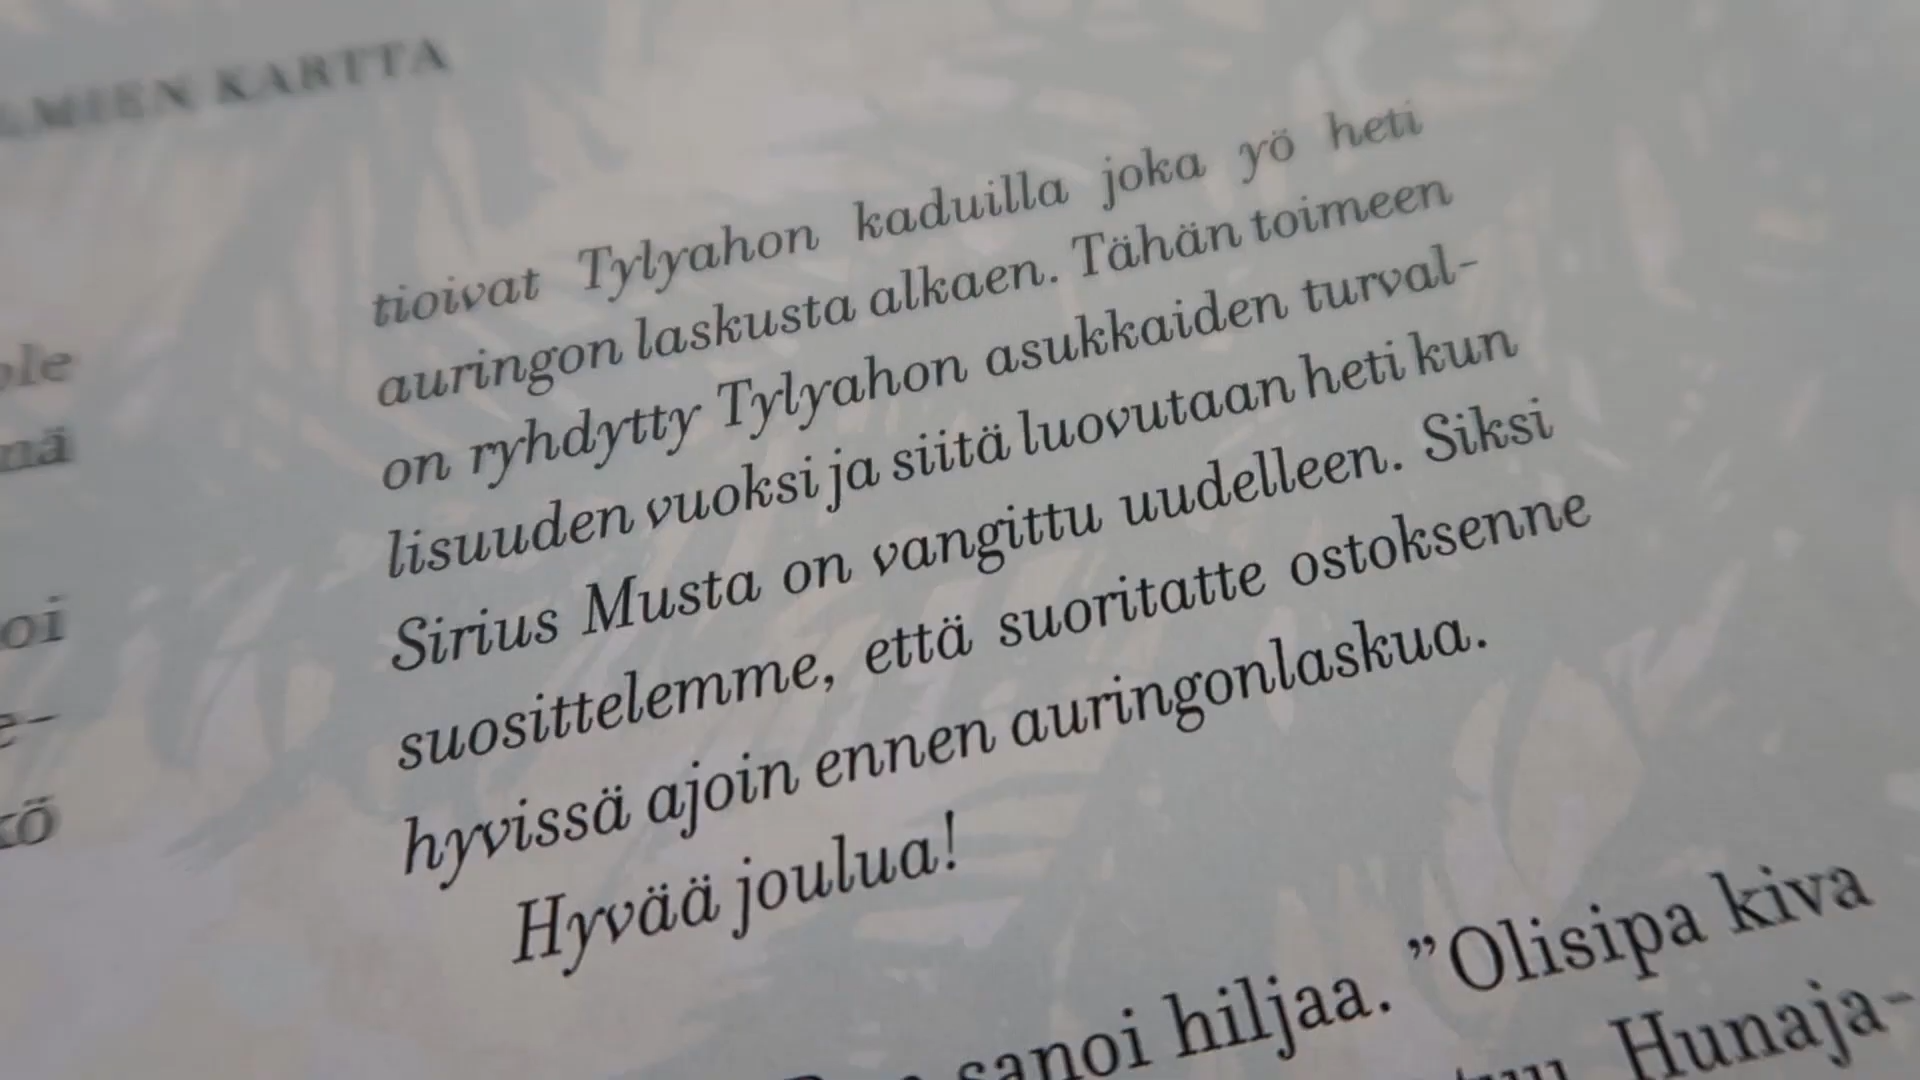 KARTTA
tioivat Tylyahon kaduilla joka yö heti
auringon laskusta alkaen. Tähän toimeen
on ryhdytty Tylyahon asukkaiden turval-
lisuuden vuoksi ja siitä luovutaan heti kun
Sirius Musta on vangittu uudelleen. Siksi
suosittelemme, että suoritatte ostoksenne
hyvissä ajoin ennen auringonlaskua.
Hyvää joulua!
sanoi hiljaa. ”Olisipa kiva
Hunaja-